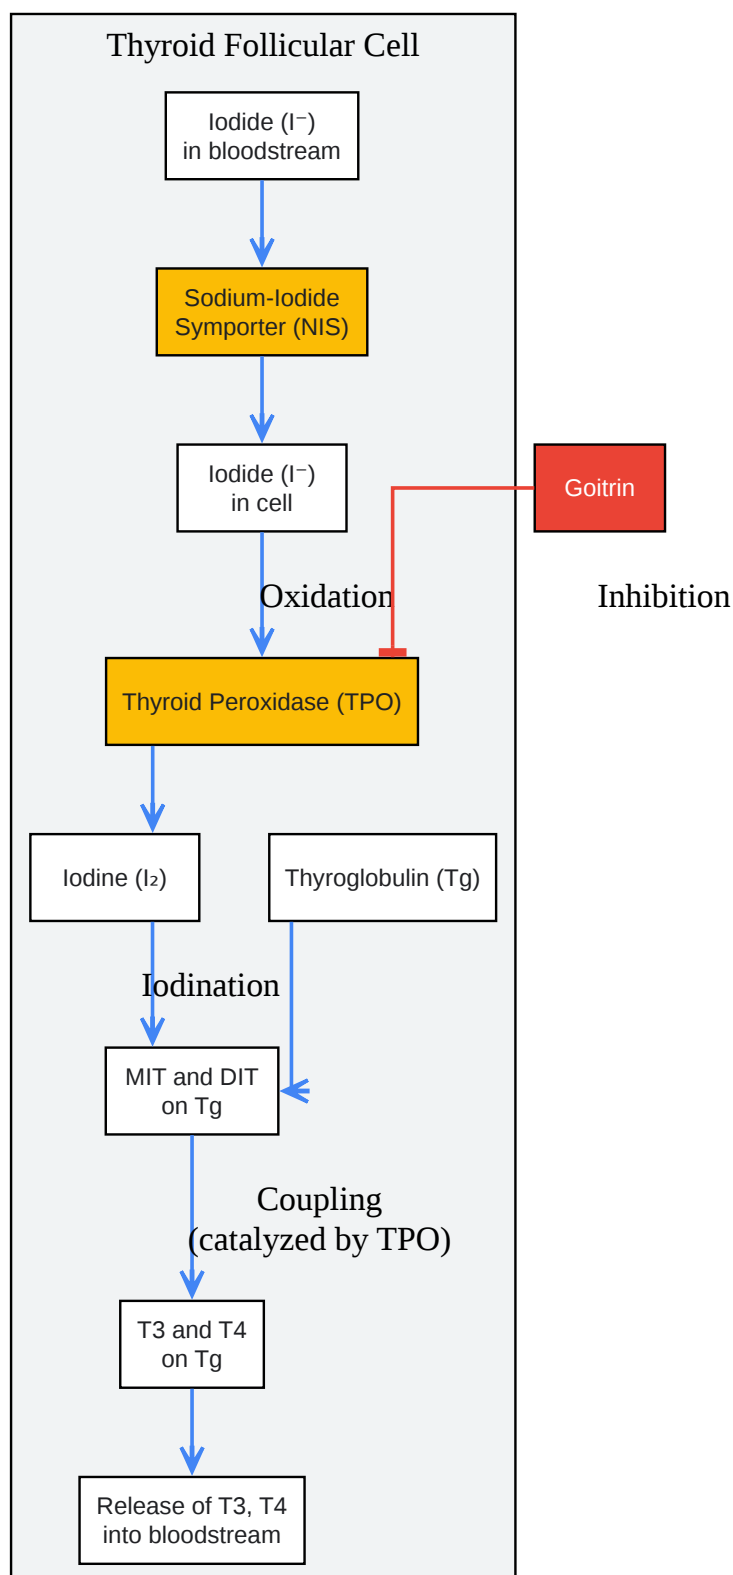 Thyroid Follicular Cell
Iodide (I⁻)
in bloodstream
Sodium-Iodide
Symporter (NIS)
Iodide (I⁻)
in cell
Goitrin
Oxidation
Inhibition
Thyroid Peroxidase (TPO)
Iodine (I₂)
Thyroglobulin (Tg)
Iodination
MIT and DIT
on Tg
Coupling
(catalyzed by TPO)
T3 and T4
on Tg
Release of T3, T4
into bloodstream